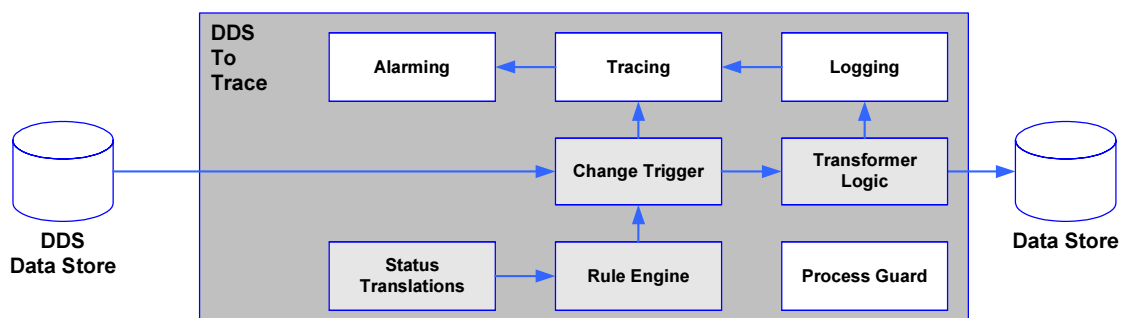 DDS
To
Trace
Alarming
Tracing
Logging
Change Trigger
Transformer
Logic
DDS
Data Store
Data Store
Status
Translations
Rule Engine
Process Guard